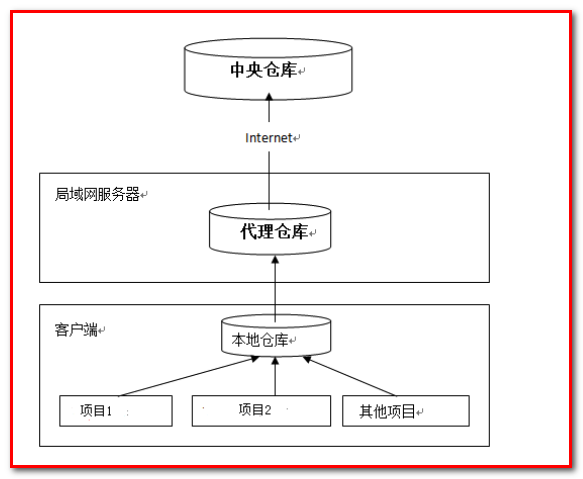 中央仓库↵
Internet↵
局域网服务器↵
代理仓库↵
客户端↵
本地仓库↵
项目1
项目2
其他项目↵